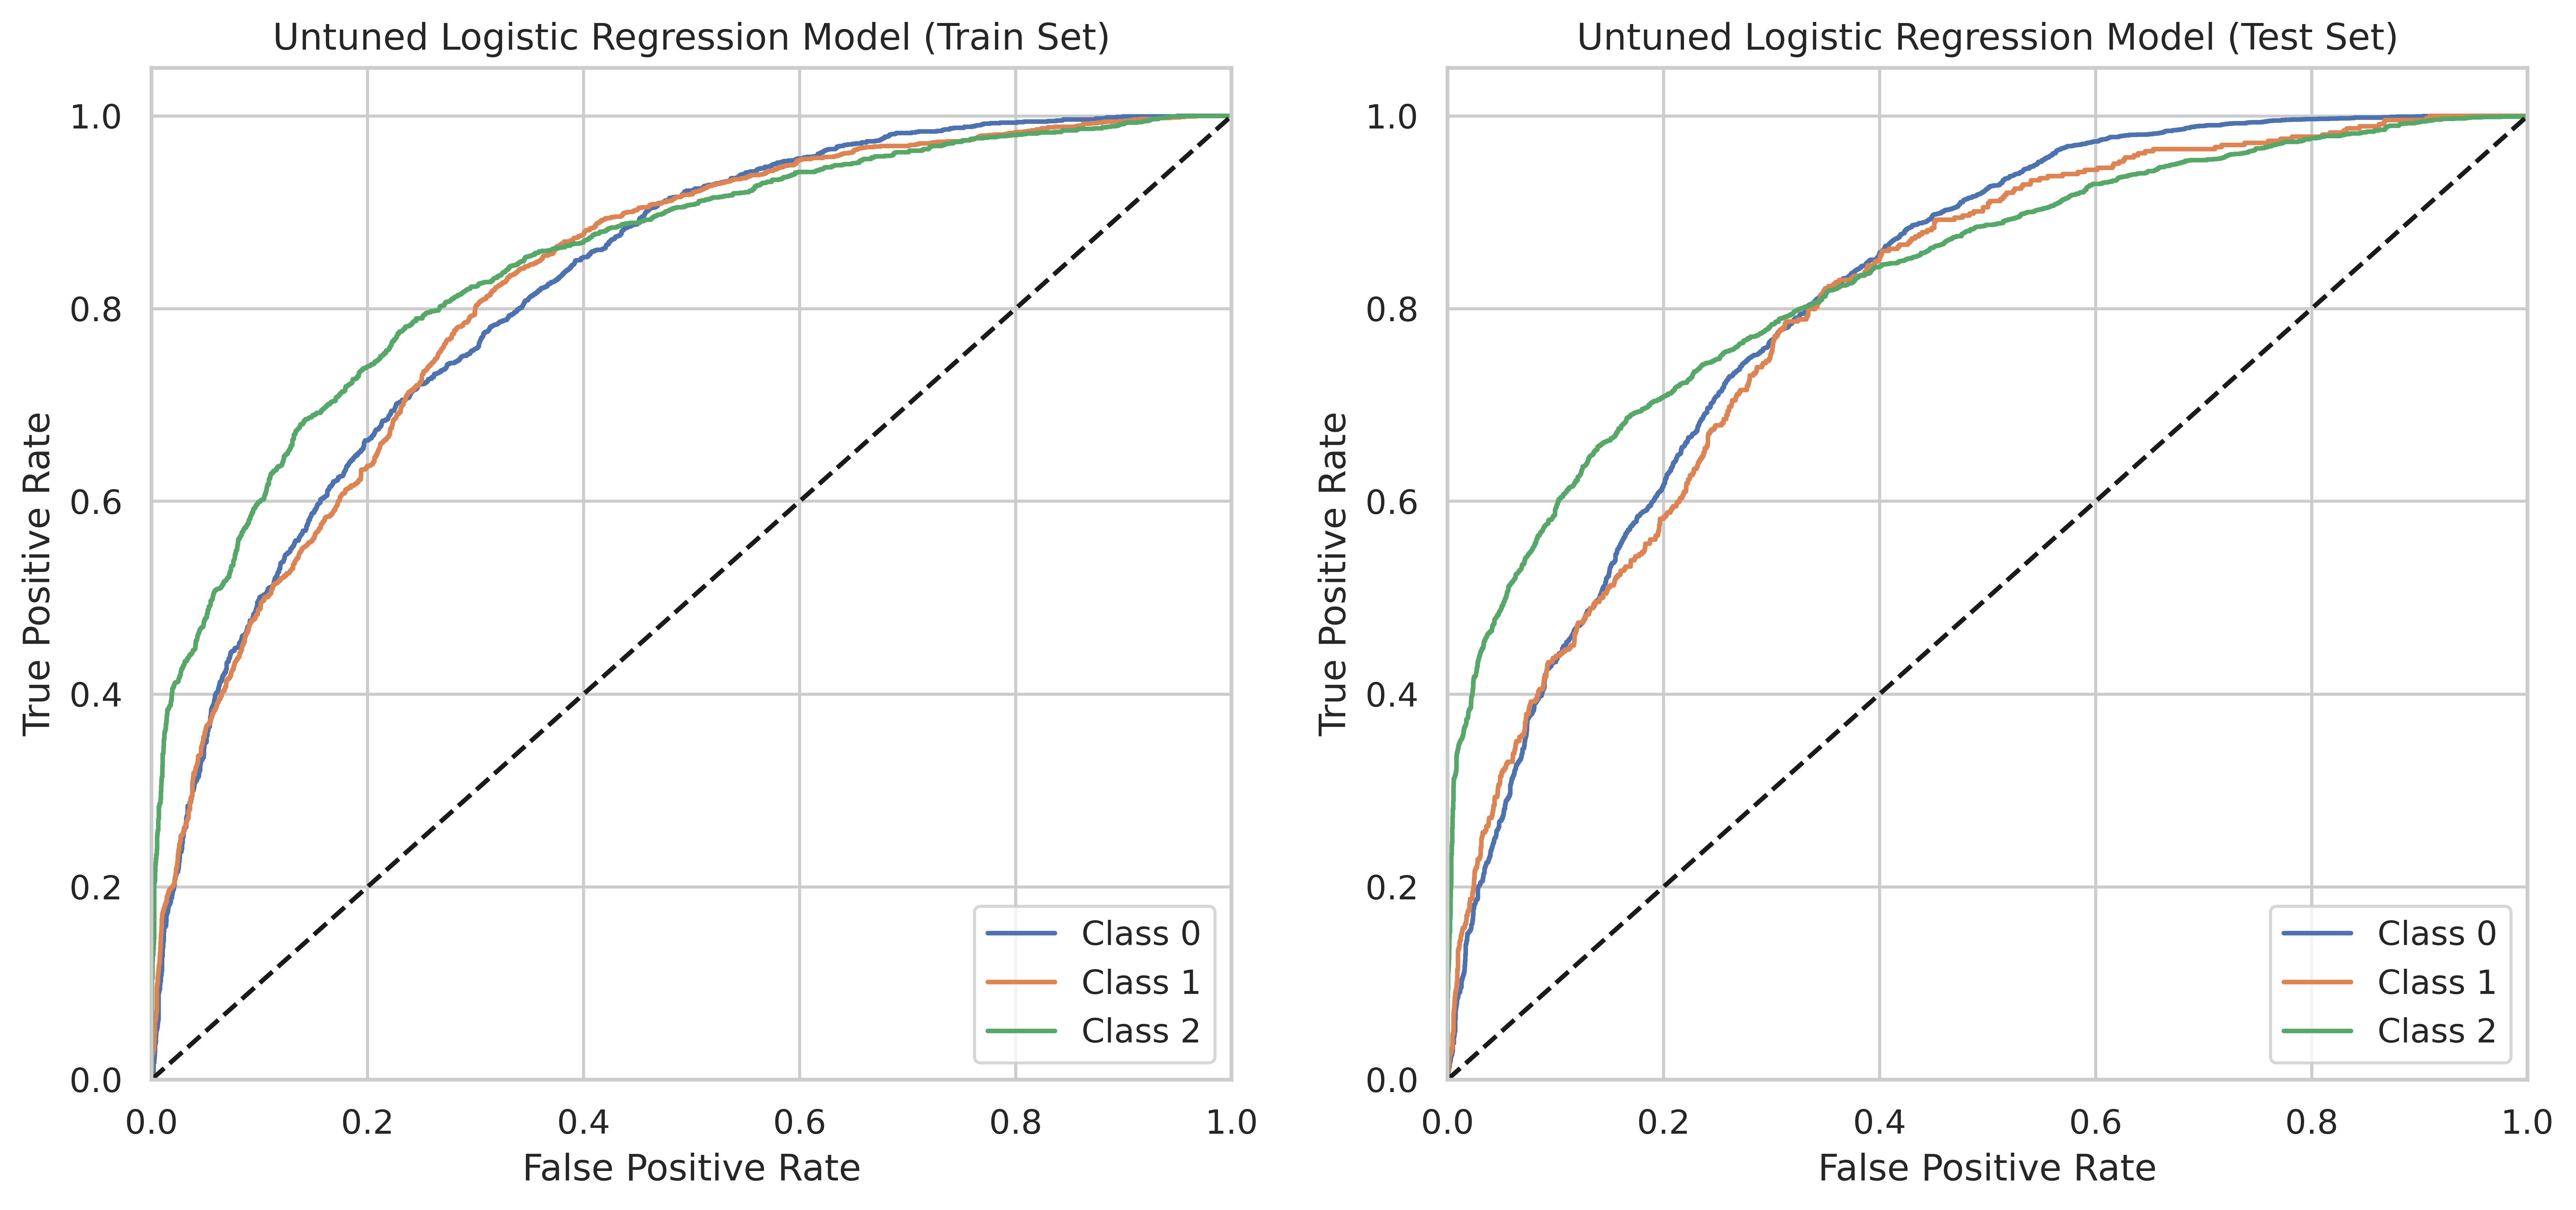 Untuned Logistic Regression Model (Train Set)
True Positive Rate
1.0
0.8
0.6
0.4
0.2
0.0
0.0 0.2 0.4 0.6 0.8 1.0
False Positive Rate
Class 0
Class 1
Class 2
Untuned Logistic Regression Model (Test Set)
True Positive Rate
1.0
0.8
0.6
0.4
0.2
0.0
0.0 0.2 0.4 0.6 0.8 1.0
False Positive Rate
Class 0
Class 1
Class 2